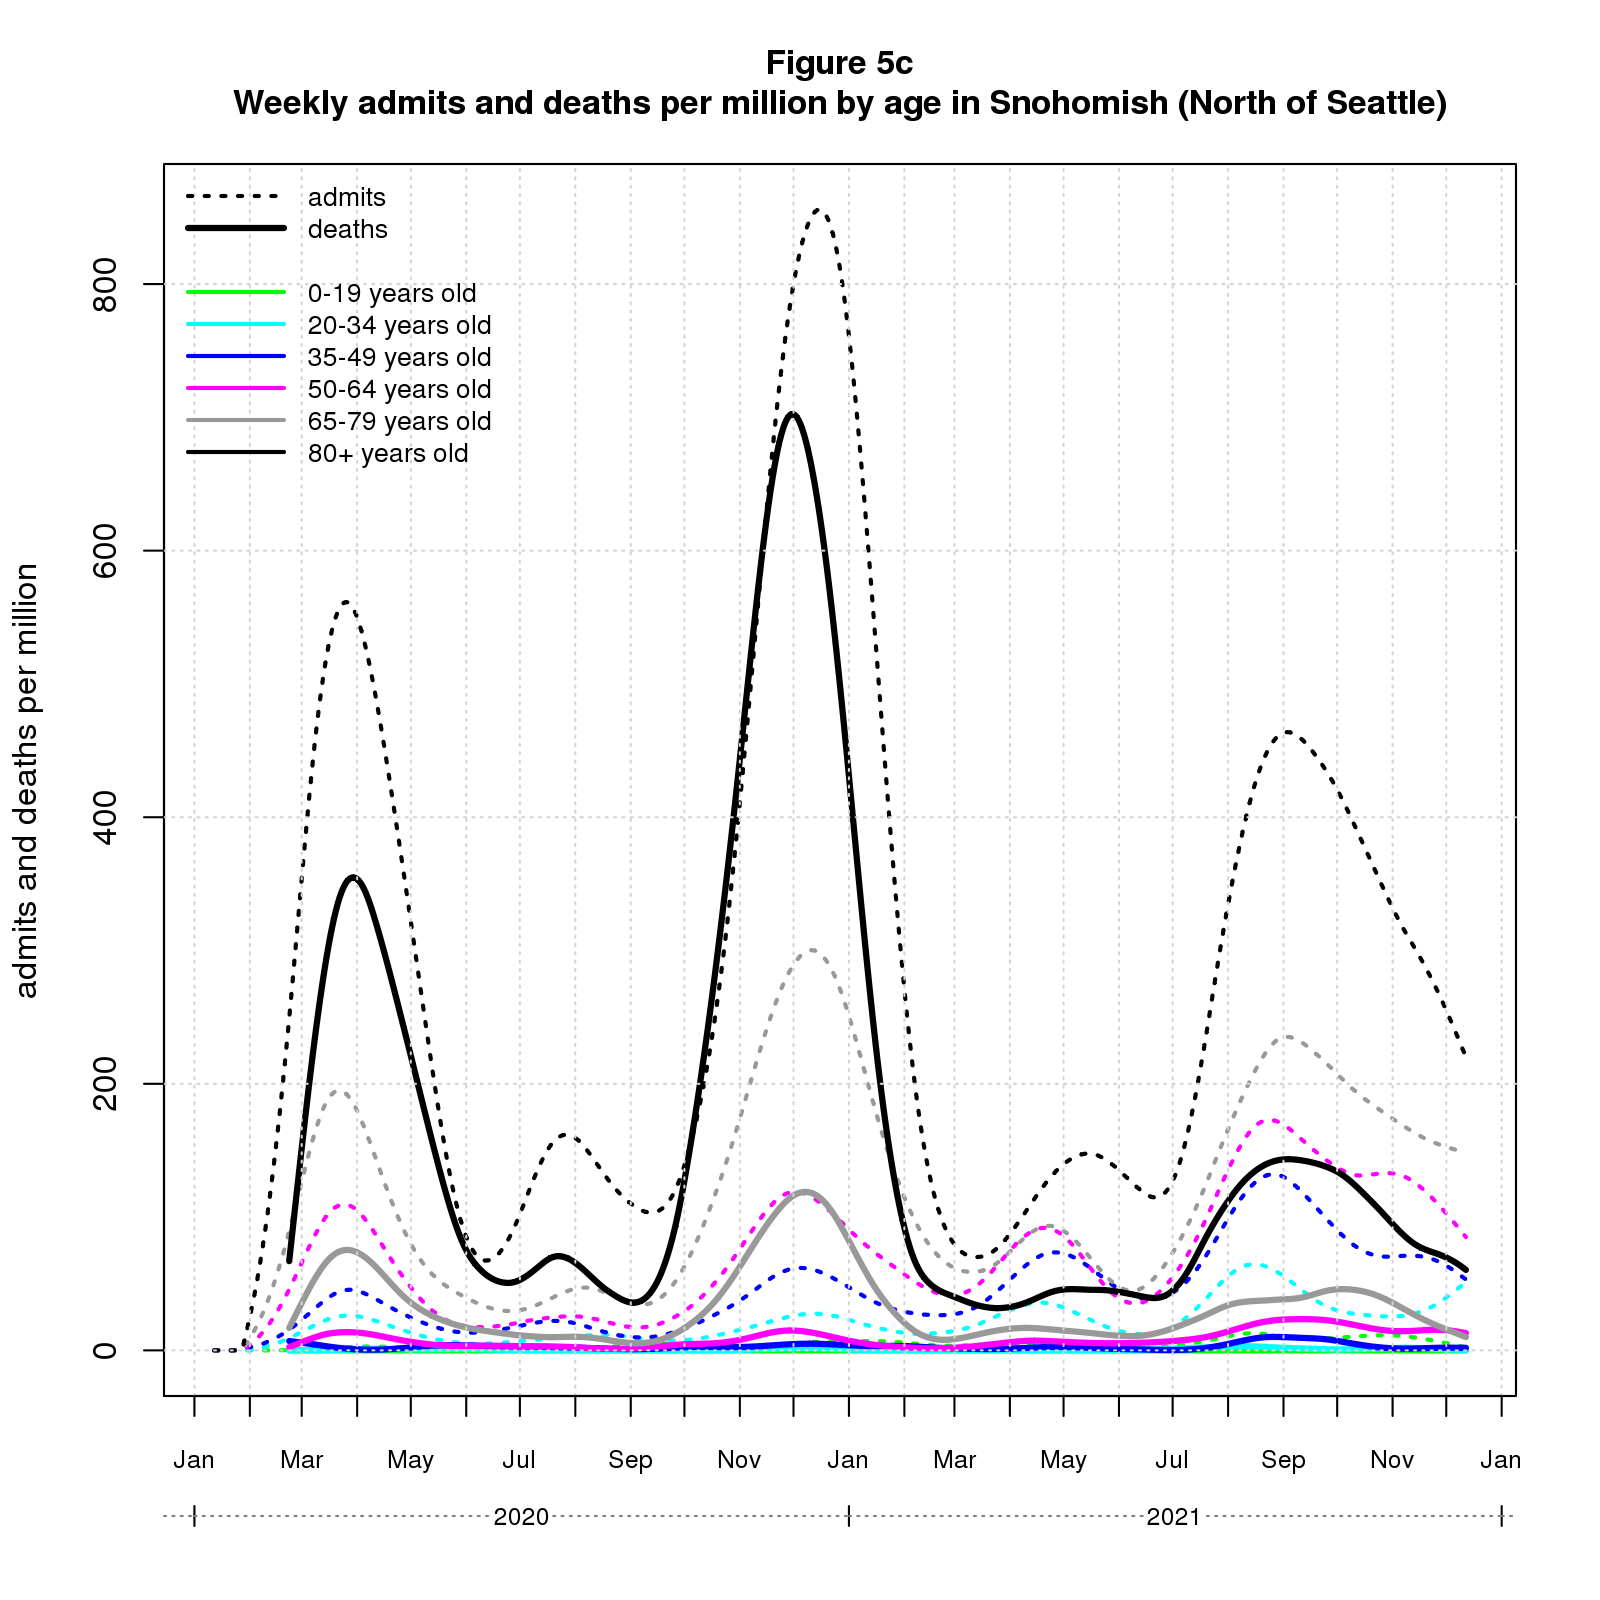 Figure 5c
Weekly admits and deaths per million by age in Snohomish (North of Seattle)
admits
deaths
0-19 years old
20-34 years old
35-49 years old
50-64 years old
65-79 years old
80+ years old
admits and deaths per million
800
600
400
200
0
Jan Mar May Jul Sep Nov Jan Mar May Jul Sep Nov Jan
2020 2021